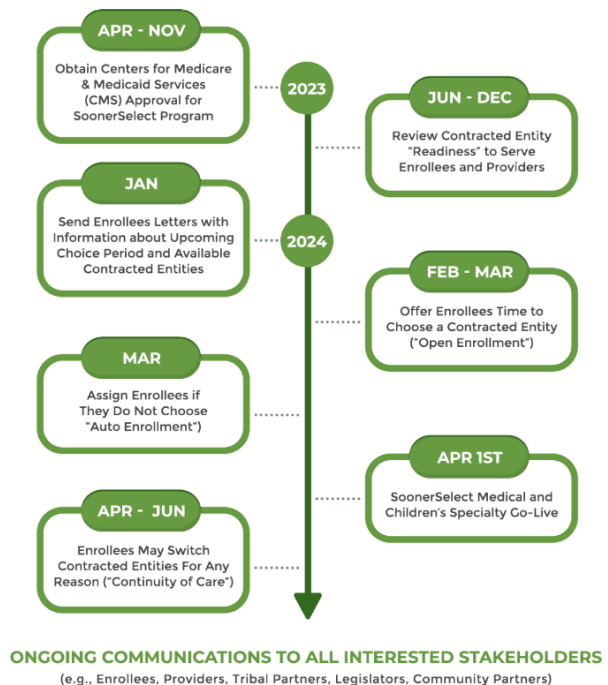 APR - NOV
Obtain Centers for Medicare
& Medicaid Services
(CMS) Approval for
SoonerSelect Program
2023
JUN - DEC
Review Contracted Entity
"Readiness" to Serve
Enrollees and Providers
JAN
Send Enrollees Letters with
Information about Upcoming
Choice Period and Available
Contracted Entities
2024
FEB - MAR
Offer Enrollees Time to
Choose a Contracted Entity
("Open Enrollment")
MAR
Assign Enrollees if
They Do Not Choose
"Auto Enrollment")
APR 1ST
SoonerSelect Medical and
Children's Specialty Go-Live
APR - JUN
Enrollees May Switch
Contracted Entities For Any
Reason ("Continuity of Care")
ONGOING COMMUNICATIONS TO ALL INTERESTED STAKEHOLDERS
(e.g., Enrollees, Providers, Tribal Partners, Legislators, Community Partners)